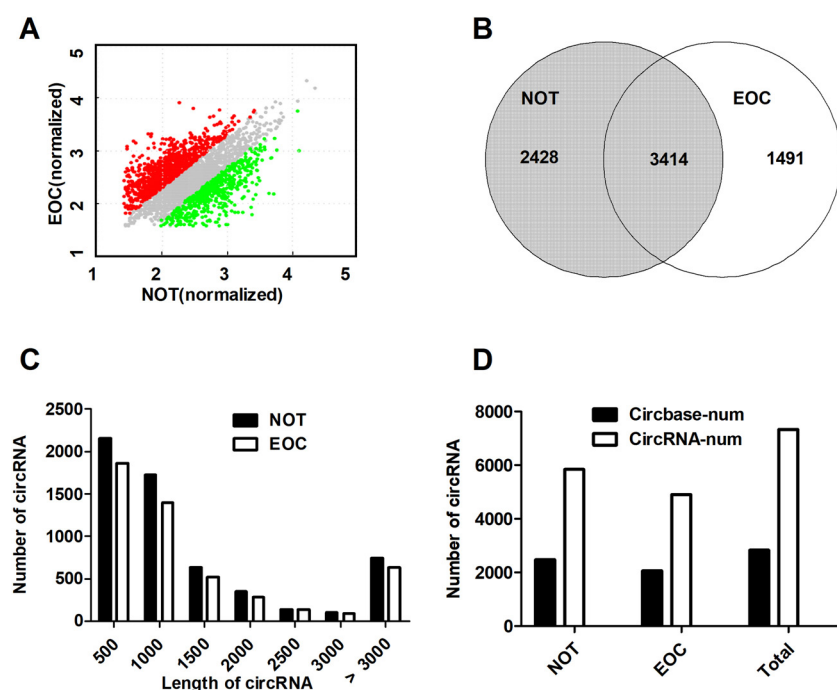 A
EOC(normalized)
5
4
3
2
1
1 2 3 4 5
NOT(normalized)
B
NOT EOC
2428 3414 1491
C
Number of circRNA
2500
2000
1500
1000
500
0
NOT
EOC
500 1000 1500 2000 2500 3000 > 3000
Length of circRNA
D
Number of circRNA
8000
6000
4000
2000
0
Circbase-num
CircRNA-num
NOT EOC Total